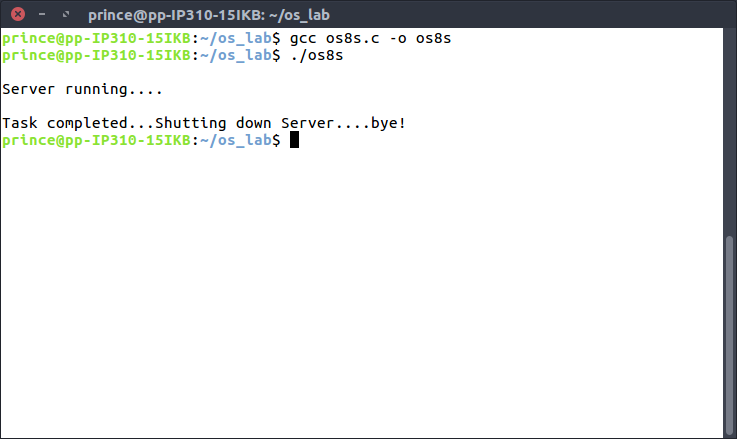 prince@pp-IP310-15IKB: ~/os_lab
prince@pp-IP310-15IKB:~/os_lab$ gcc os8s.c -o os8s
prince@pp-IP310-15IKB:~/os_lab$ ./os8s
Server running....
Task completed...Shutting down Server....bye!
prince@pp-IP310-15IKB:~/os_lab$